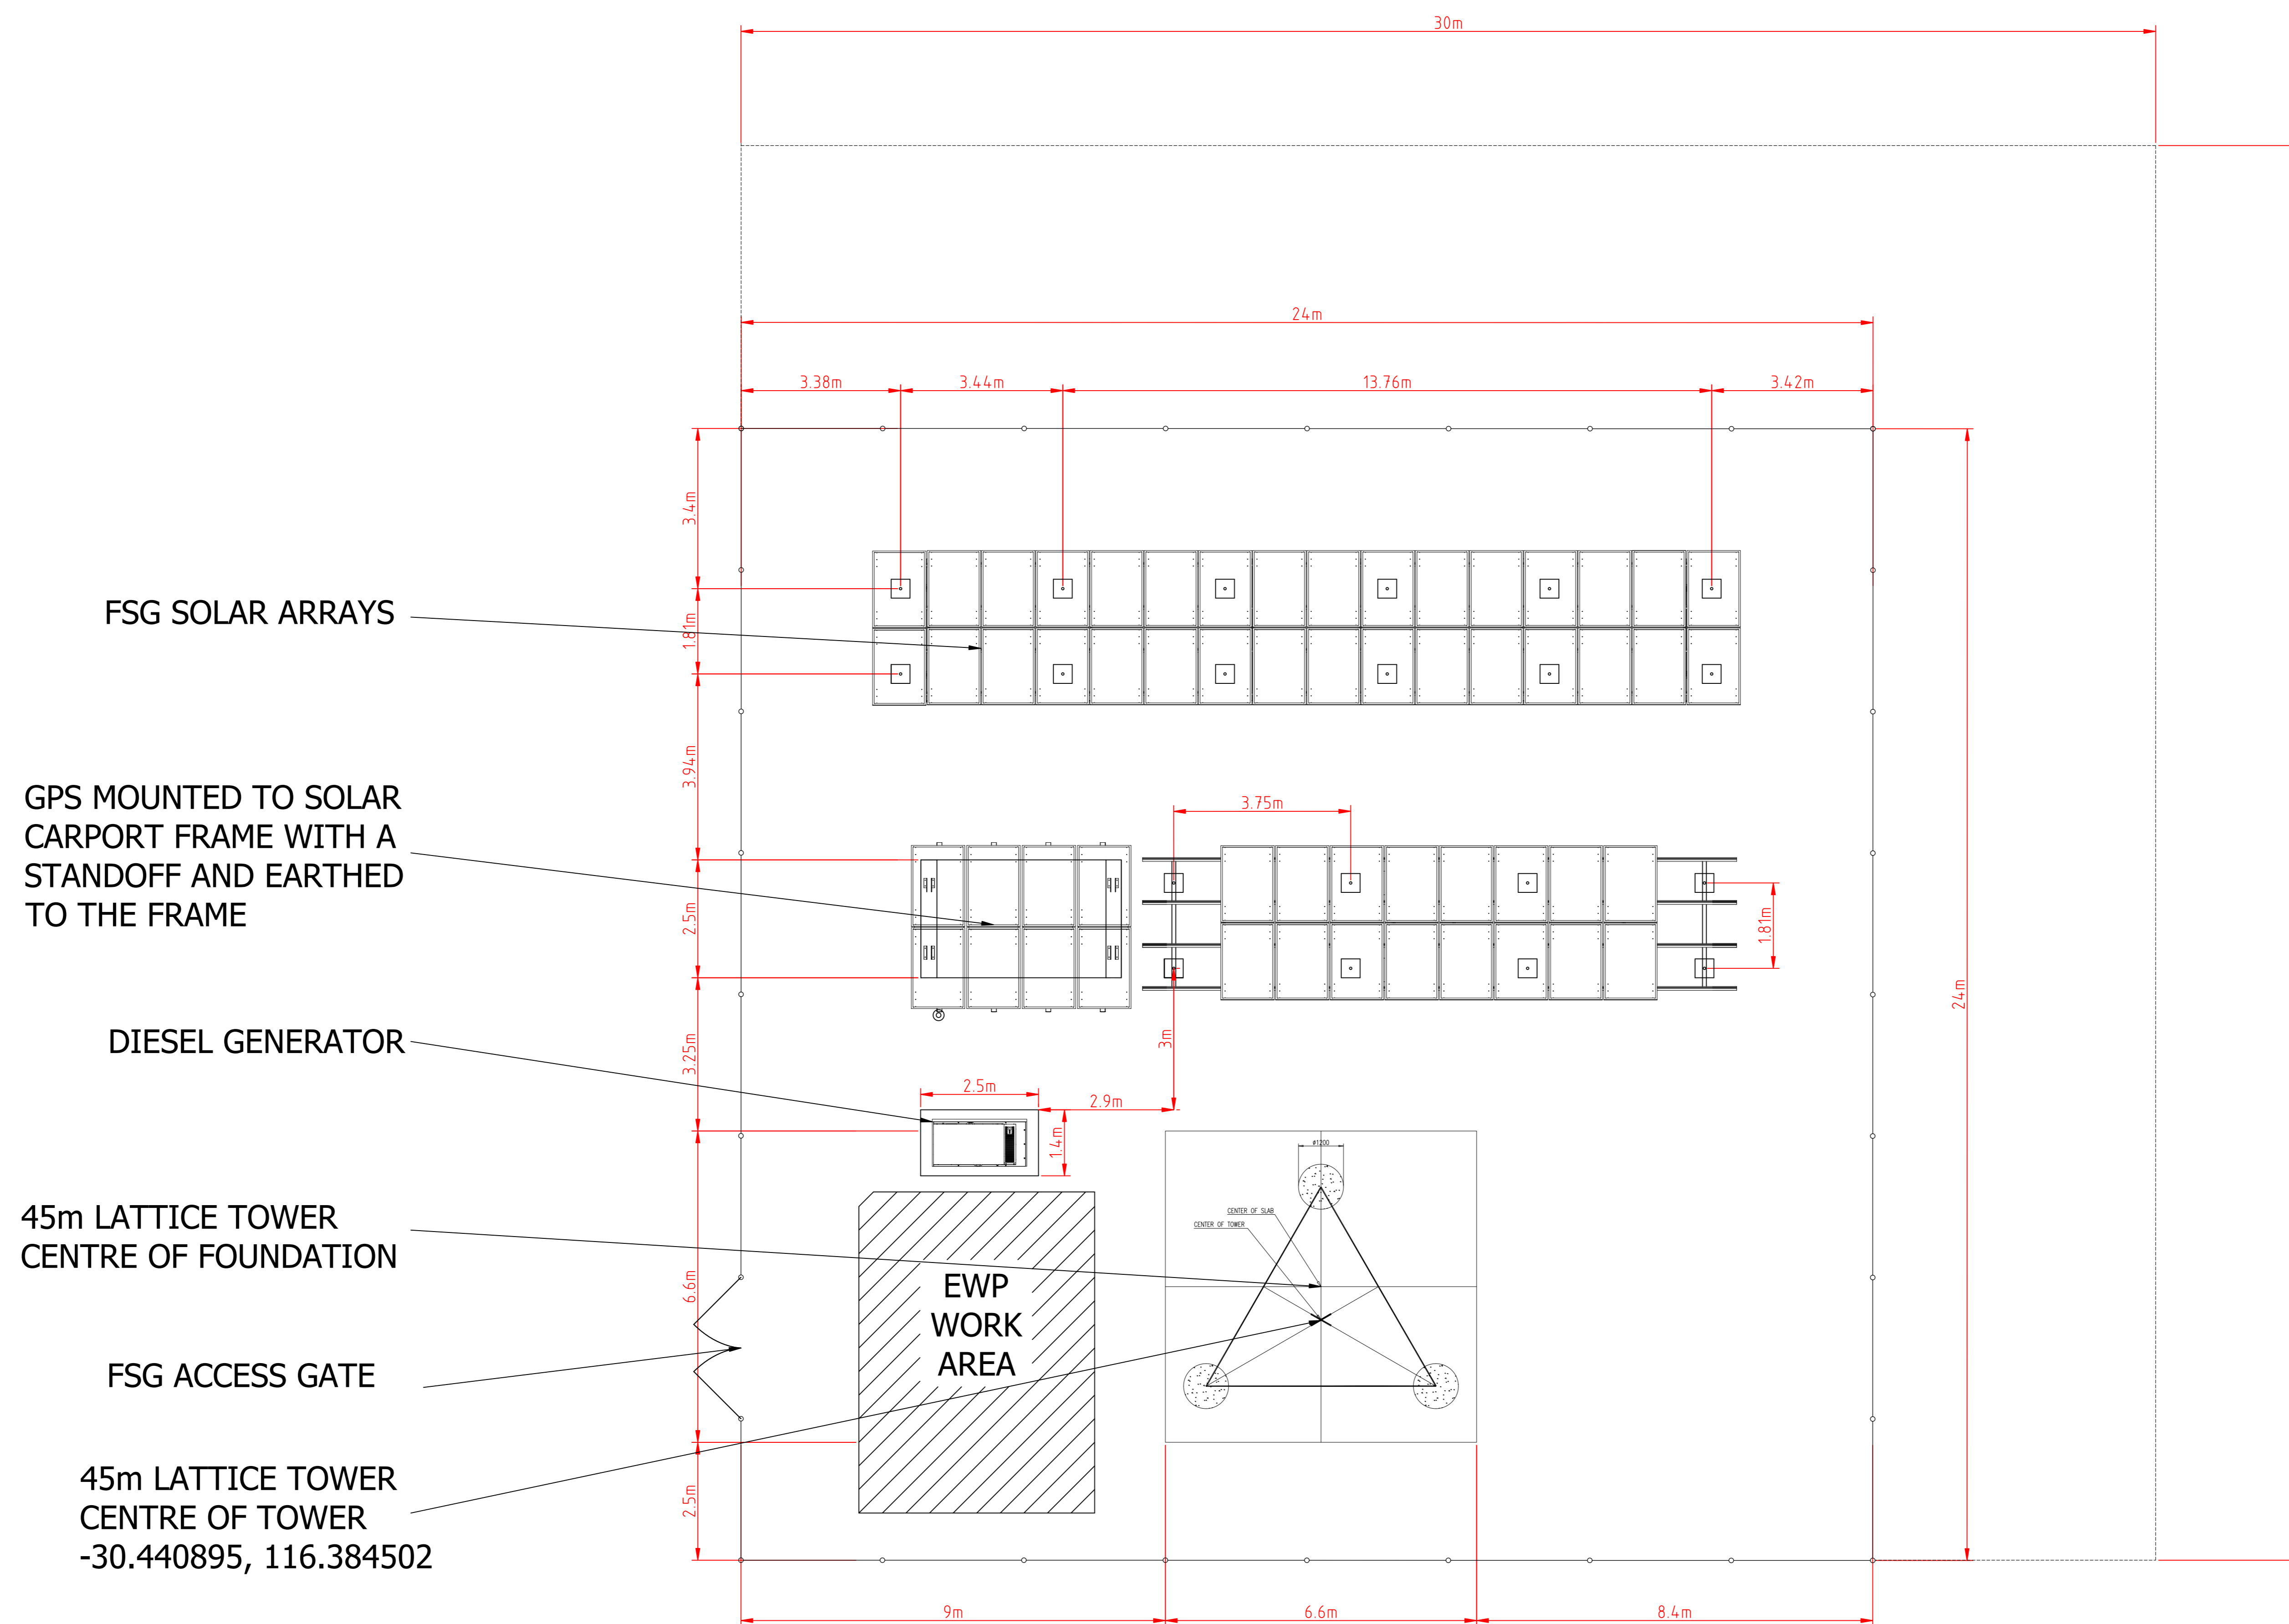 30m
24m
3.38m
3.44m
13.76m
3.42m
3.4m
FSG SOLAR ARRAYS
1.81m
3.94m
GPS MOUNTED TO SOLAR
CARPORT FRAME WITH A
STANDOFF AND EARTHED
TO THE FRAME
3.75m
2.5m
1.81m
24m
DIESEL GENERATOR
3.25m
3m
2.5m
2.9m
1.4m
ø1200
45m LATTICE TOWER
CENTRE OF FOUNDATION
CENTER OF SLAB
CENTER OF TOWER
6.6m
EWP
WORK
AREA
FSG ACCESS GATE
45m LATTICE TOWER
CENTRE OF TOWER
-30.440895, 116.384502
2.5m
9m
6.6m
8.4m